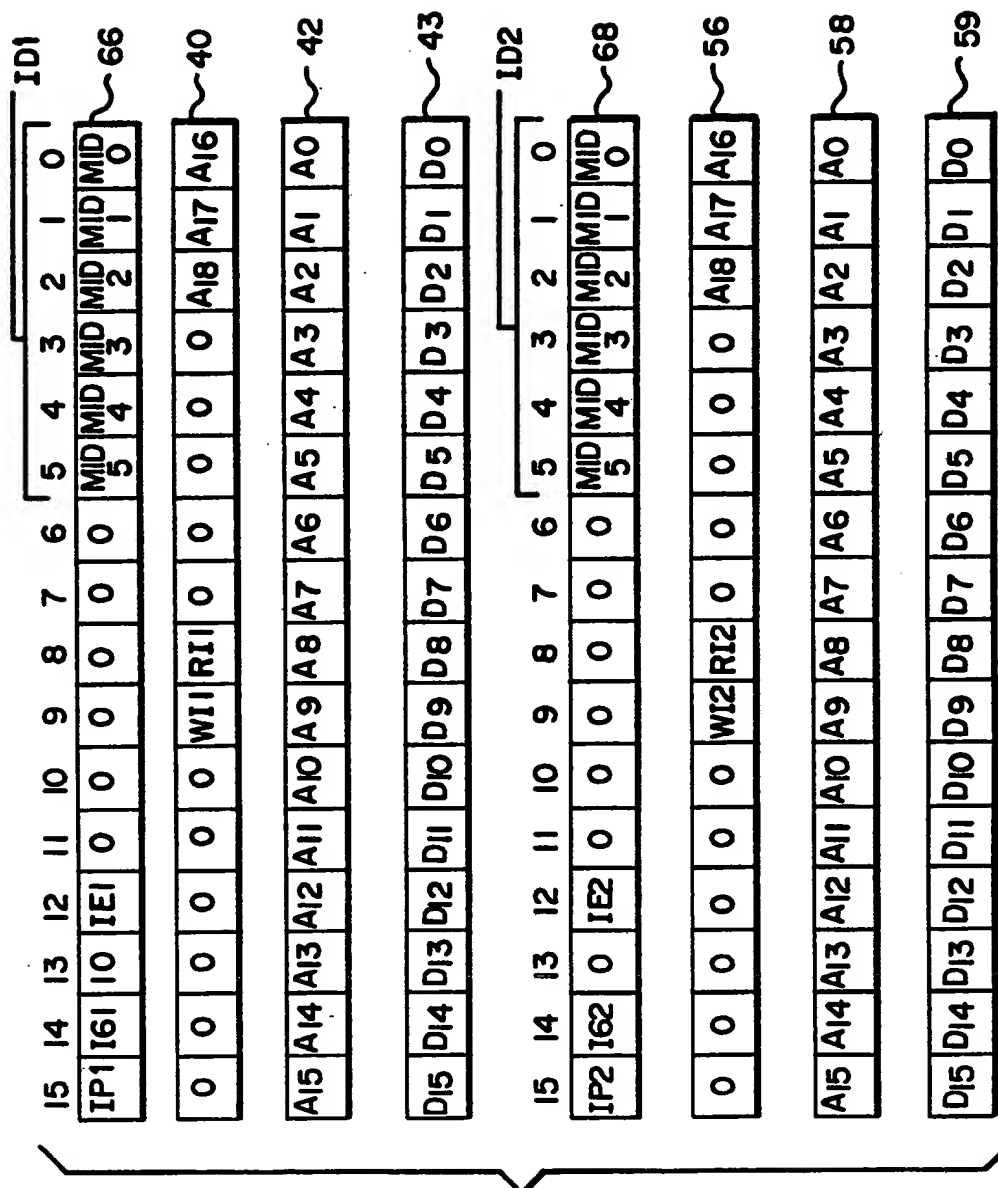 ID1
15 14 13 12 11 10 9 8 7 6 5 4 3 2 1 0
IP1 I61 IO IE1 0 0 0 0 0 0 MID 5 MID 4 MID 3 MID 2 MID 1 MID 0 66
0 0 0 0 0 0 WI1 RI1 0 0 0 0 0 A18 A17 A16 40
A15 A14 A13 A12 A11 A10 A9 A8 A7 A6 A5 A4 A3 A2 A1 A0 42
D15 D14 D13 D12 D11 D10 D9 D8 D7 D6 D5 D4 D3 D2 D1 D0 43
ID2
15 14 13 12 11 10 9 8 7 6 5 4 3 2 1 0
IP2 I62 0 IE2 0 0 0 0 0 0 MID 5 MID 4 MID 3 MID 2 MID 1 MID 0 68
0 0 0 0 0 0 WI2 RI2 0 0 0 0 0 A18 A17 A16 56
A15 A14 A13 A12 A11 A10 A9 A8 A7 A6 A5 A4 A3 A2 A1 A0 58
D15 D14 D13 D12 D11 D10 D9 D8 D7 D6 D5 D4 D3 D2 D1 D0 59